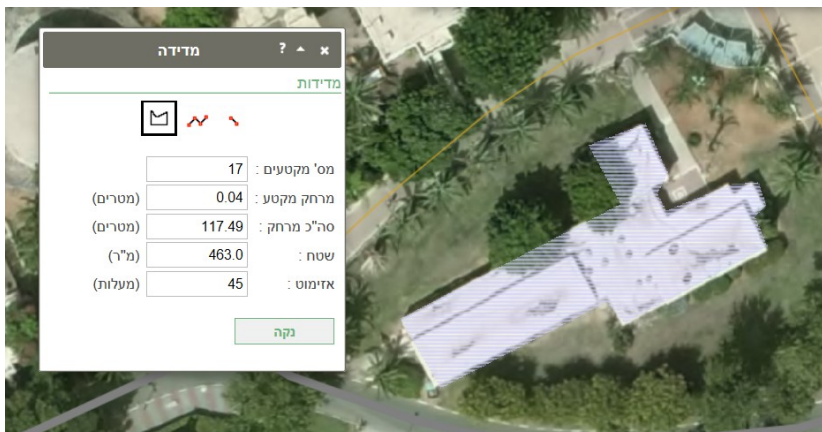 מדידה
? x
מדידות
מס' מקטעים : 17
מרחק מקטע : 0.04 (מטרים)
סה"כ מרחק : 117.49 (מטרים)
שטח : 463.0 (מ"ר)
אזימוט : 45 (מעלות)
נקה